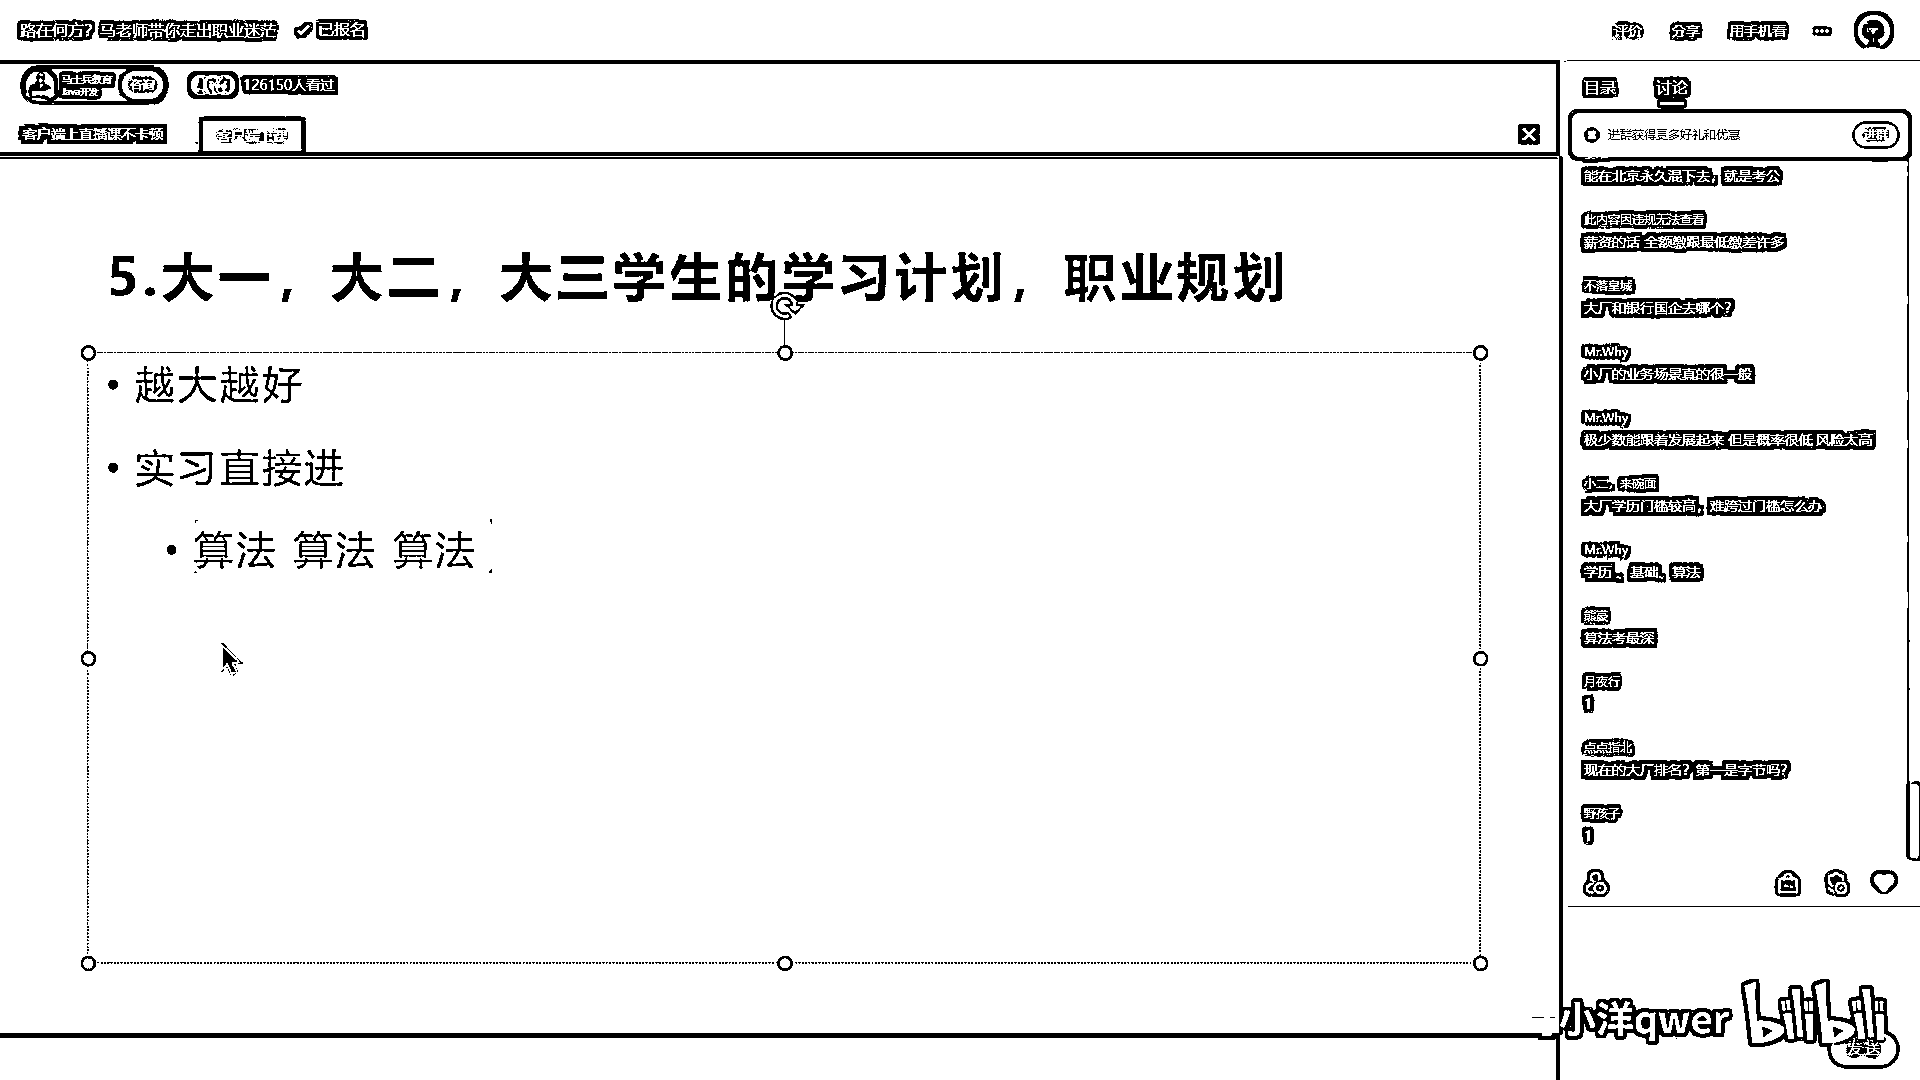 路在何方？马老师带你走出职业迷茫 已报名
评价 分享 用手机看
马士兵教育
Java开发
咨询
126150人看过
目录 讨论
客户端上直播课不卡顿
进群获得更多好礼和优惠 进群
能在北京永久混下去，就是考公
此内容因违规无法查看
薪资的话 全额缴跟最低缴差许多
5.大一，大二，大三学生的学习计划，职业规划
不落皇城
大厂和银行国企去哪个？
Mr.Why
小厂的业务场景真的很一般
• 越大越好
Mr.Why
极少数能跟着发展起来 但是概率很低 风险太高
• 实习直接进
小二，来碗面
大厂学历门槛较高，难跨过门槛怎么办
• 算法 算法 算法
Mr.Why
学历、基础、算法
熊豪
算法考最深
月夜行
1
点点指北
现在的大厂排名？第一是字节吗？
野孩子
1
小洋qwer bilibili
发送